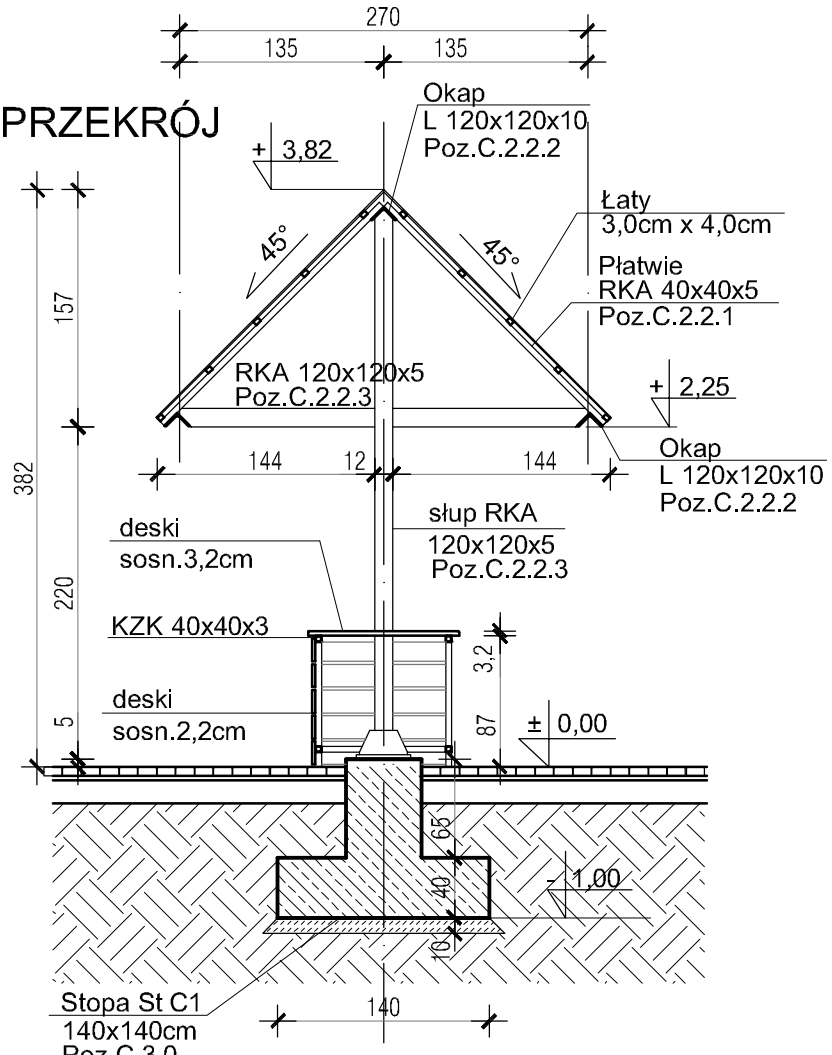 270
135
135
PRZEKRÓJ
Okap
L 120x120x10
Poz.C.2.2.2
+ 3,82
Łaty
3,0cm x 4,0cm
45°
45°
Płatwie
RKA 40x40x5
Poz.C.2.2.1
157
RKA 120x120x5
Poz.C.2.2.3
+ 2,25
Okap
L 120x120x10
Poz.C.2.2.2
144
12
144
382
słup RKA
120x120x5
Poz.C.2.2.3
deski
sosn.3,2cm
220
KZK 40x40x3
3,2
deski
sosn.2,2cm
87
5
± 0,00
65
40
- 1,00
10
Stopa St C1
140x140cm
Poz.C.3.0
140